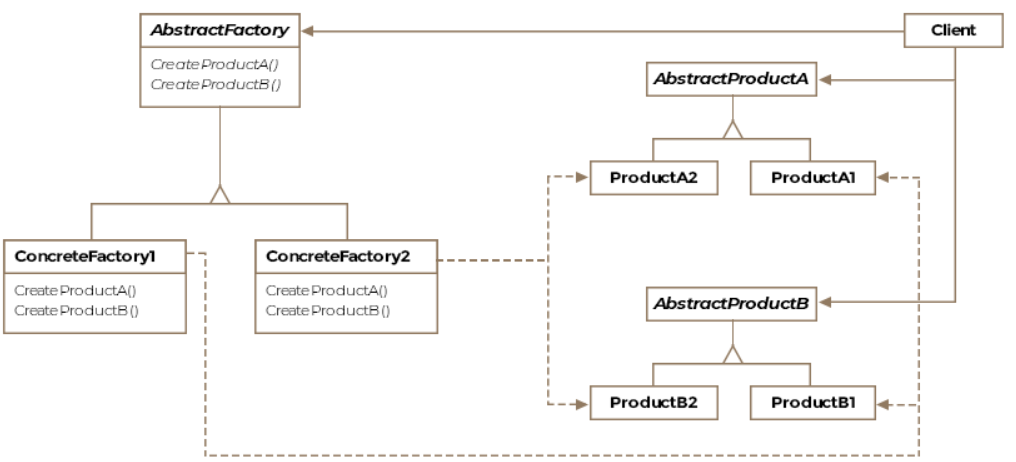 AbstractFactory
CreateProductA()
CreateProductB()
Client
AbstractProductA
ProductA2
ProductA1
ConcreteFactory1
CreateProductA()
CreateProductB()
ConcreteFactory2
CreateProductA()
CreateProductB()
AbstractProductB
ProductB2
ProductB1